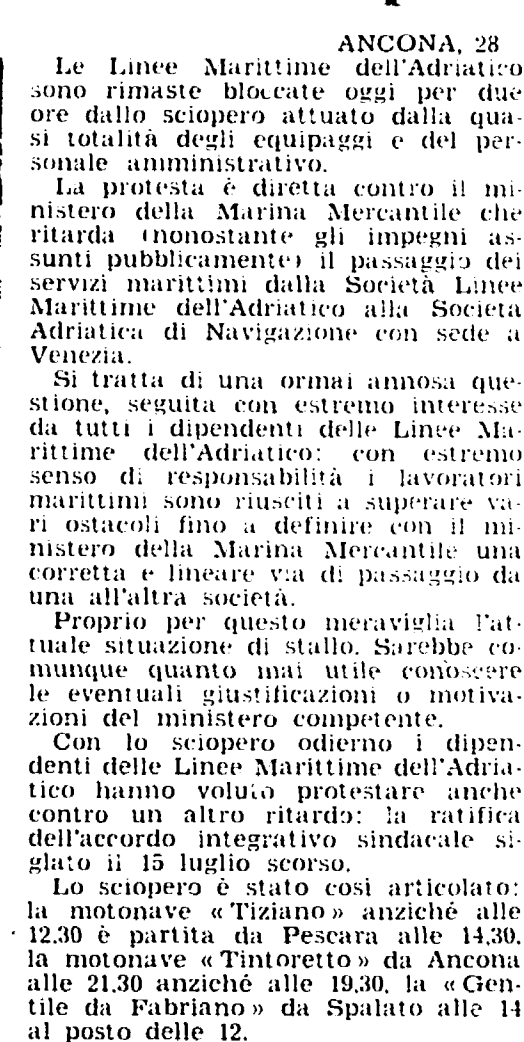 ANCONA, 28
Le Linee Marittime dell'Adriatico
sono rimaste bloccate oggi per due
ore dallo sciopero attuato dalla qua-
si totalità degli equipaggi e del per-
sonale amministrativo.
La protesta è diretta contro il mi-
nistero della Marina Mercantile che
ritarda (nonostante gli impegni as-
sunti pubblicamente) il passaggio dei
servizi marittimi dalla Società Linee
Marittime dell'Adriatico alla Società
Adriatica di Navigazione con sede a
Venezia.
Si tratta di una ormai annosa que-
stione, seguita con estremo interesse
da tutti i dipendenti delle Linee Ma-
rittime dell'Adriatico: con estremo
senso di responsabilità i lavoratori
marittimi sono riusciti a superare va-
ri ostacoli fino a definire con il mi-
nistero della Marina Mercantile una
corretta e lineare via di passaggio da
una all'altra società.
Proprio per questo meraviglia l'at-
tuale situazione di stallo. Sarebbe co-
munque quanto mai utile conoscere
le eventuali giustificazioni o motiva-
zioni del ministero competente.
Con lo sciopero odierno i dipen-
denti delle Linee Marittime dell'Adria-
tico hanno voluto protestare anche
contro un altro ritardo: la ratifica
dell'accordo integrativo sindacale si-
glato il 15 luglio scorso.
Lo sciopero è stato così articolato:
la motonave «Tiziano» anziché alle
12,30 è partita da Pescara alle 14,30,
la motonave «Tintoretto» da Ancona
alle 21,30 anziché alle 19,30, la «Gen-
tile da Fabriano» da Spalato alle 14
al posto delle 12.